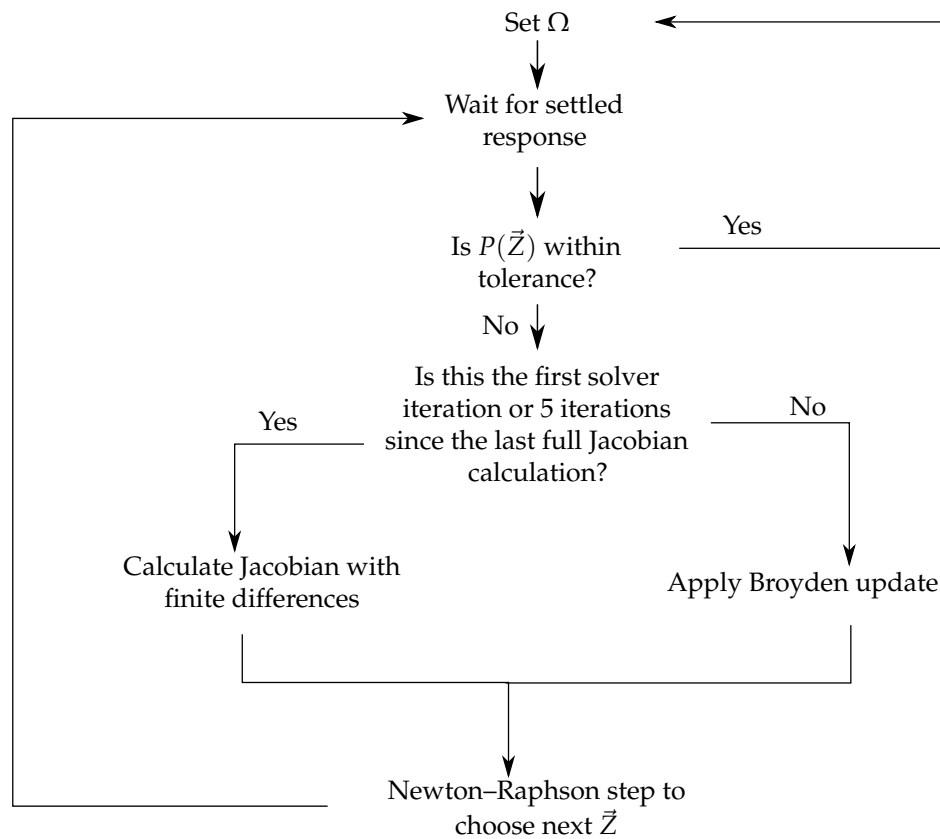 Set Ω
Wait for settled
response
Is P(Z⃗) within
tolerance?
Yes
No
Is this the first solver
iteration or 5 iterations
since the last full Jacobian
calculation?
Yes
No
Calculate Jacobian with
finite differences
Apply Broyden update
Newton–Raphson step to
choose next Z⃗